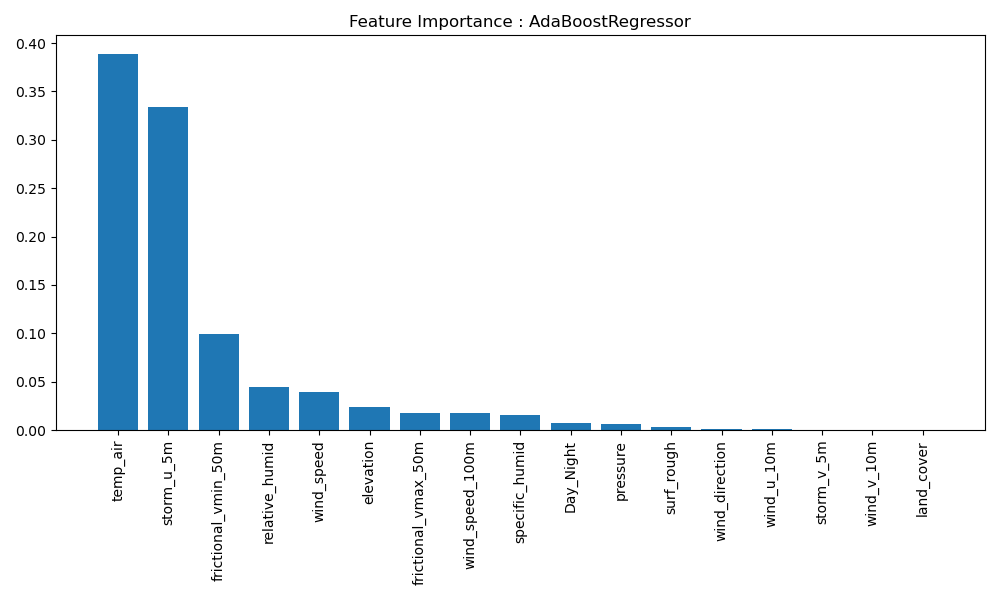 Feature Importance : AdaBoostRegressor
0.40
0.35
0.30
0.25
0.20
0.15
0.10
0.05
0.00
temp_air
storm_u_5m
frictional_vmin_50m
relative_humid
wind_speed
elevation
frictional_vmax_50m
wind_speed_100m
specific_humid
Day_Night
pressure
surf_rough
wind_direction
wind_u_10m
storm_v_5m
wind_v_10m
land_cover